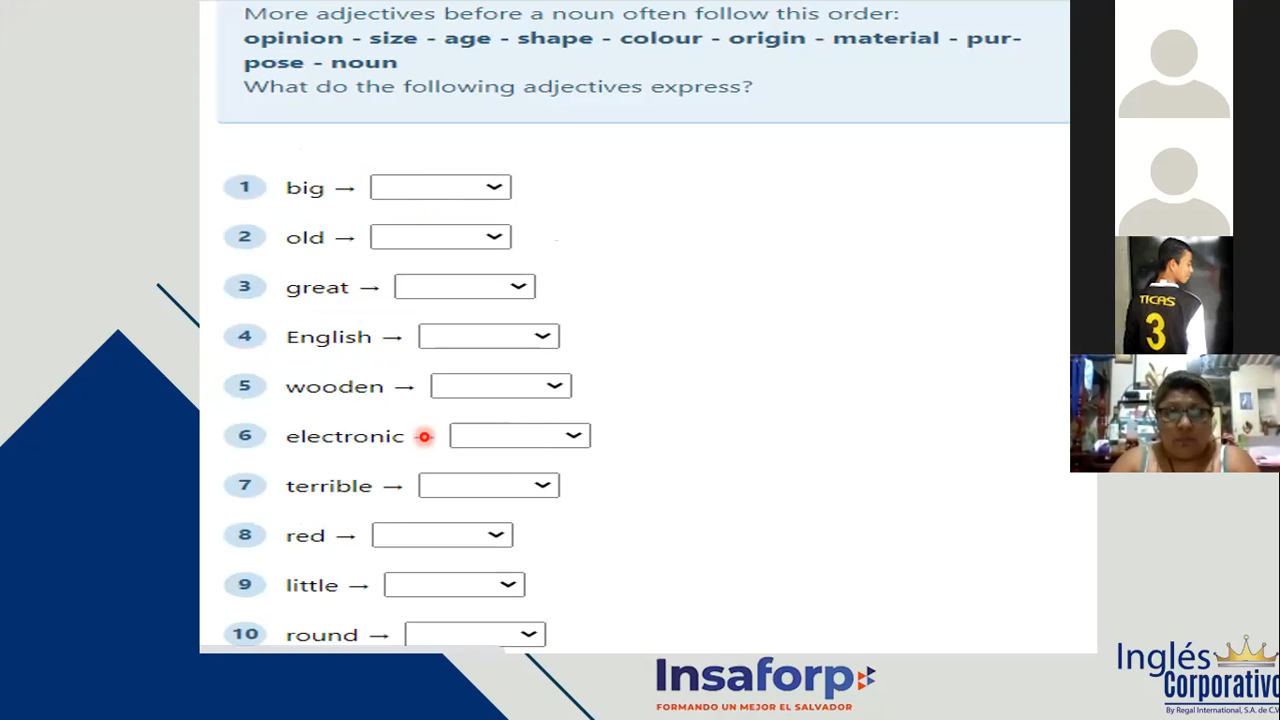 More adjectives before a noun often follow this order:
opinion - size - age - shape - colour - origin - material - pur-
pose - noun
What do the following adjectives express?
1 big →
2 old →
3 great →
4 English →
5 wooden →
6 electronic
7 terrible →
8 red →
9 little →
10 round →
TICAS
3
Insaforp
FORMANDO UN MEJOR EL SALVADOR
Inglés
Corporativo
By Regal International, S.A. de C.V